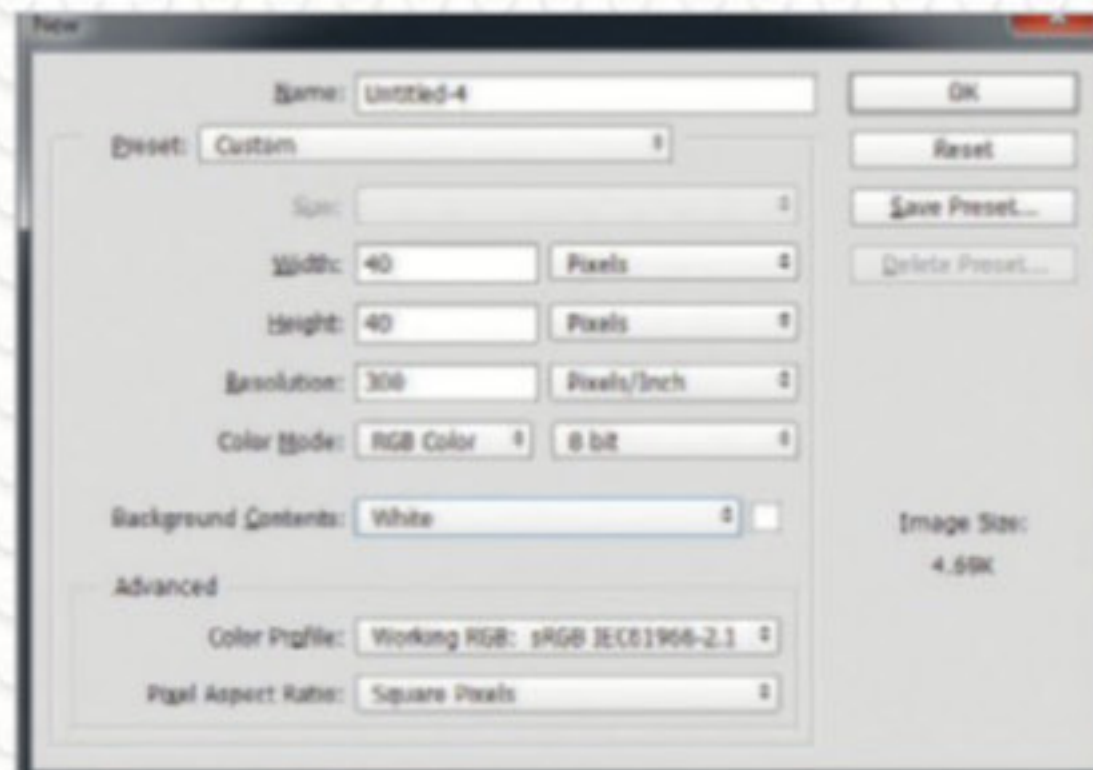 New
Name: Untitled-4
OK
Preset: Custom
Reset
Size:
Save Preset...
Width: 40 Pixels
Delete Preset...
Height: 40 Pixels
Resolution: 300 Pixels/Inch
Color Mode: RGB Color 8 bit
Background Contents: White
Image Size:
4.69K
Advanced
Color Profile: Working RGB: sRGB IEC61966-2.1
Pixel Aspect Ratio: Square Pixels